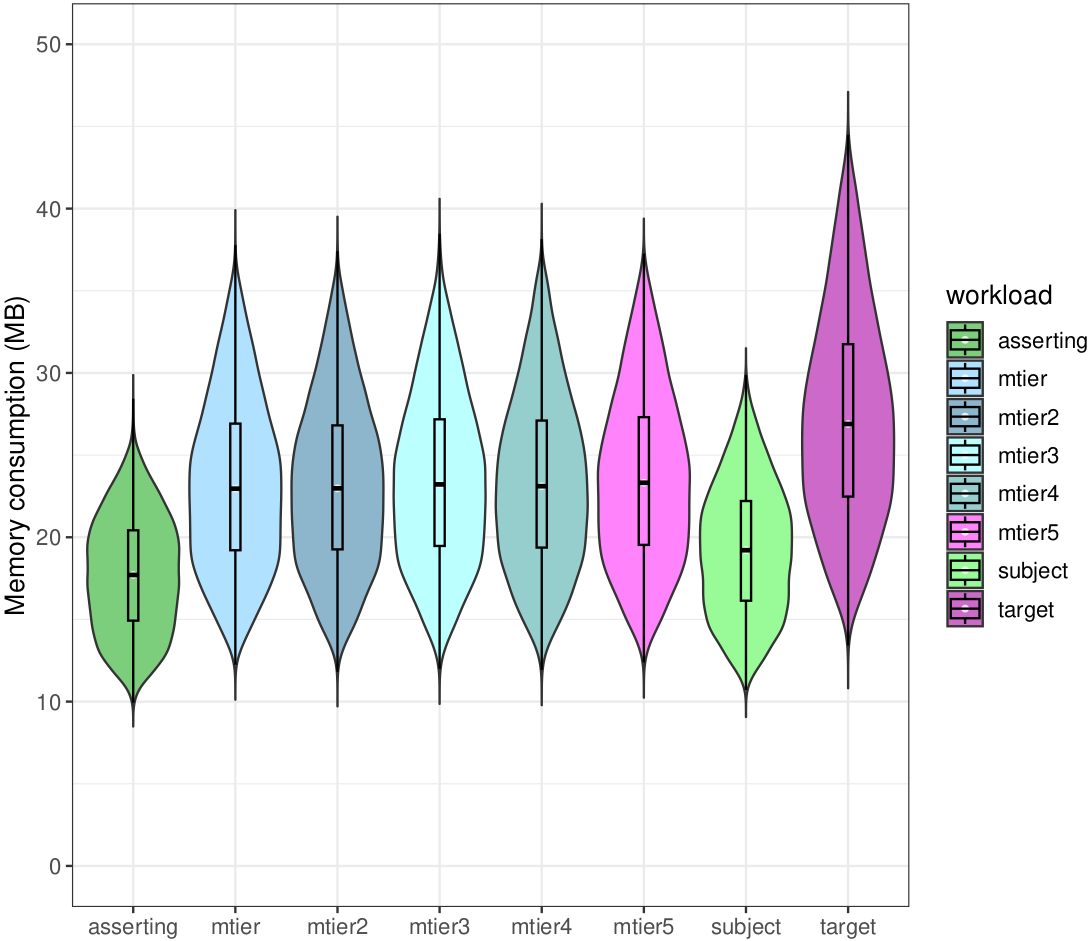 Memory consumption (MB)
50
40
30
20
10
0
asserting mtier mtier2 mtier3 mtier4 mtier5 subject target
workload
asserting
mtier
mtier2
mtier3
mtier4
mtier5
subject
target